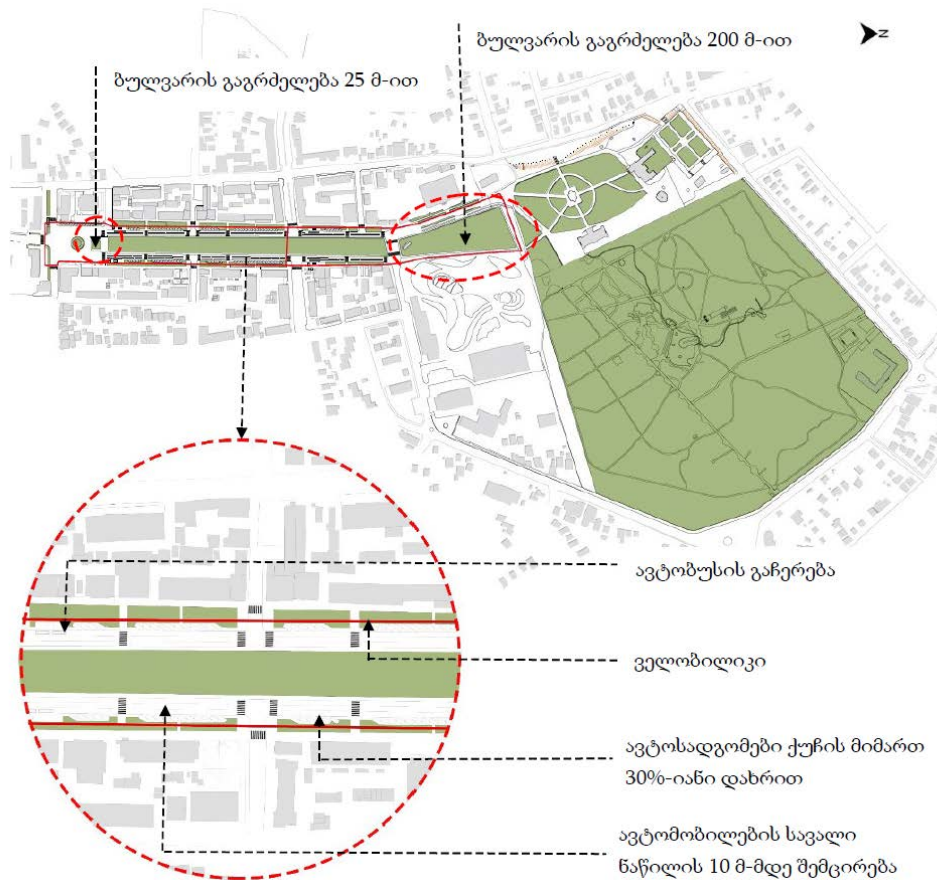 ბულვარის გაგრძელება 200 მ-ით
N
ბულვარის გაგრძელება 25 მ-ით
ავტობუსის გაჩერება
ველობილიკი
ავტოსადგომები ქუჩის მიმართ
30%-იანი დახრით
ავტომობილების სავალი
ნაწილის 10 მ-მდე შემცირება